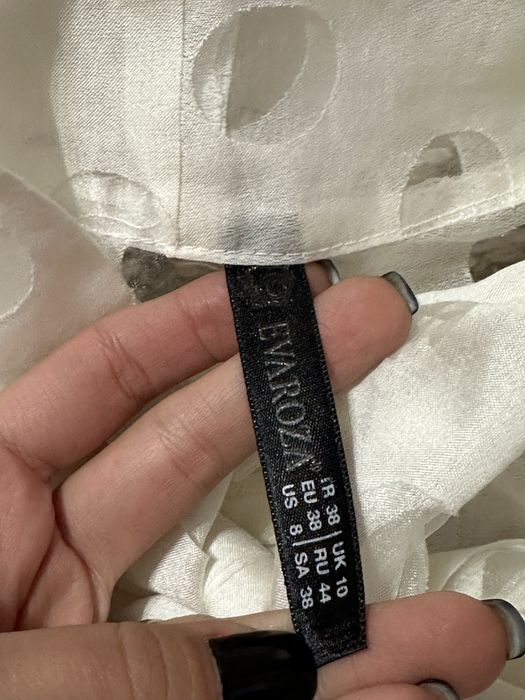 EVAROZA
TR 38 | UK 10
EU 38 | RU 44
US 8 | SA 38